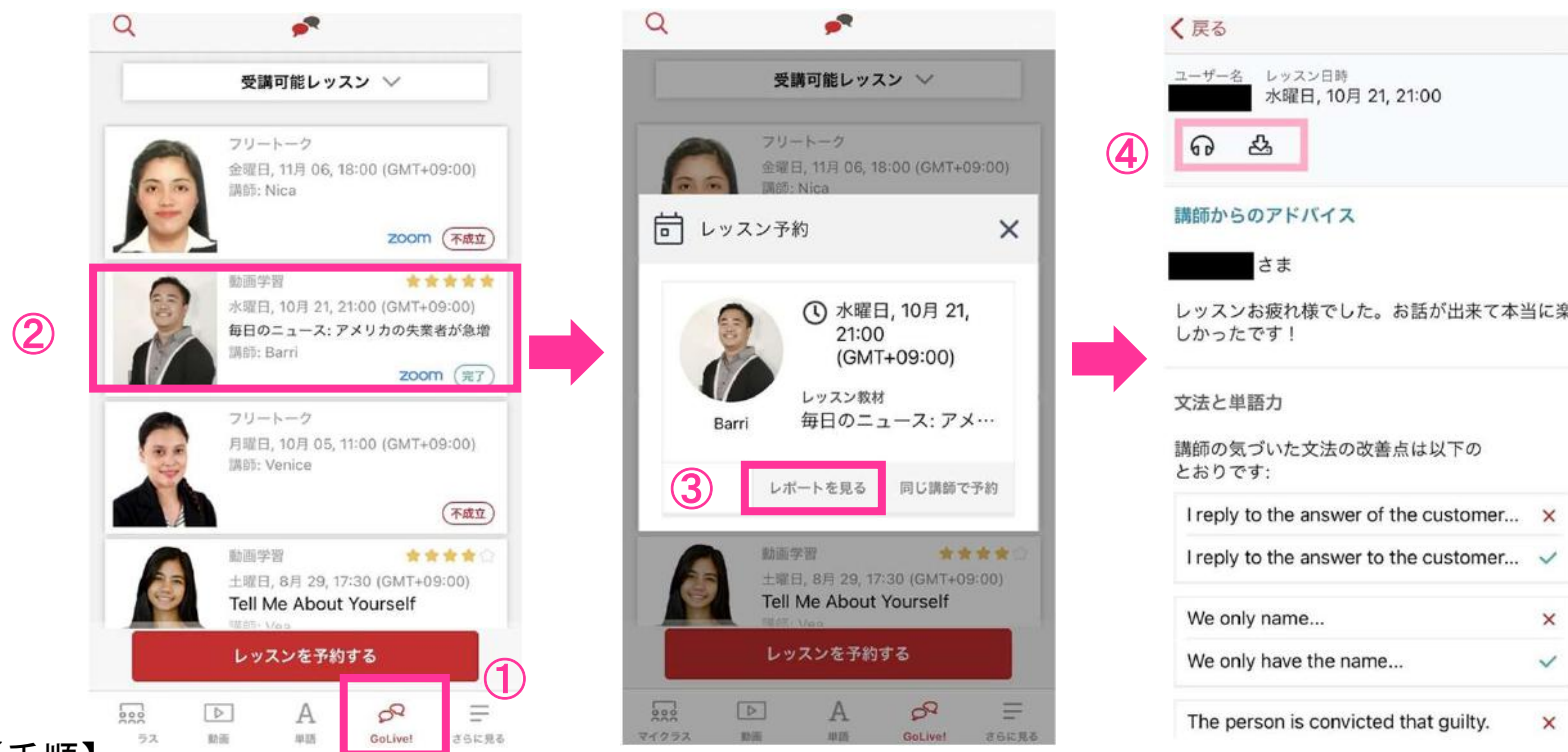 受講可能レッスン
フリートーク
金曜日, 11月 06, 18:00 (GMT+09:00)
講師: Nica
zoom 不成立
②
動画学習
水曜日, 10月 21, 21:00 (GMT+09:00)
毎日のニュース: アメリカの失業者が急増
講師: Barri
zoom 完了
フリートーク
月曜日, 10月 05, 11:00 (GMT+09:00)
講師: Venice
不成立
動画学習
土曜日, 8月 29, 17:30 (GMT+09:00)
Tell Me About Yourself
講師: Vea
レッスンを予約する
①
ラス 動画 単語 GoLive! さらに見る
受講可能レッスン
フリートーク
金曜日, 11月 06, 18:00 (GMT+09:00)
講師: Nica
レッスン予約
水曜日, 10月 21,
21:00
(GMT+09:00)
レッスン教材
毎日のニュース: アメ…
Barri
③
レポートを見る 同じ講師で予約
動画学習
土曜日, 8月 29, 17:30 (GMT+09:00)
Tell Me About Yourself
講師: Vea
レッスンを予約する
マイクラス 動画 単語 GoLive! さらに見る
戻る
ユーザー名 レッスン日時
水曜日, 10月 21, 21:00
④
講師からのアドバイス
さま
レッスンお疲れ様でした。お話が出来て本当に楽
しかったです！
文法と単語力
講師の気づいた文法の改善点は以下の
とおりです:
I reply to the answer of the customer...
I reply to the answer to the customer...
We only name...
We only have the name...
The person is convicted that guilty.